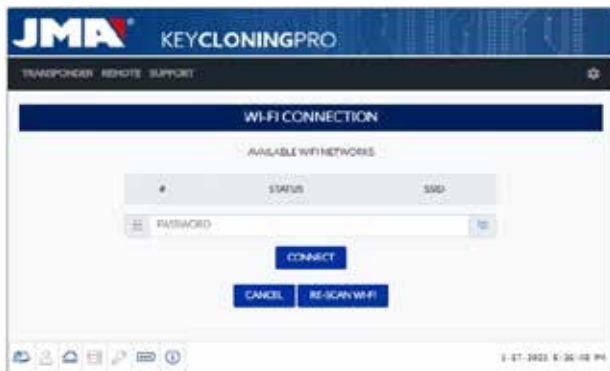 JMA KEYCLONINGPRO
TRANSPONDER REMOTE SUPPORT
WI-FI CONNECTION
AVAILABLE WIFI NETWORKS
# STATUS SSID
PASSWORD
CONNECT
CANCEL RE-SCAN WI-FI